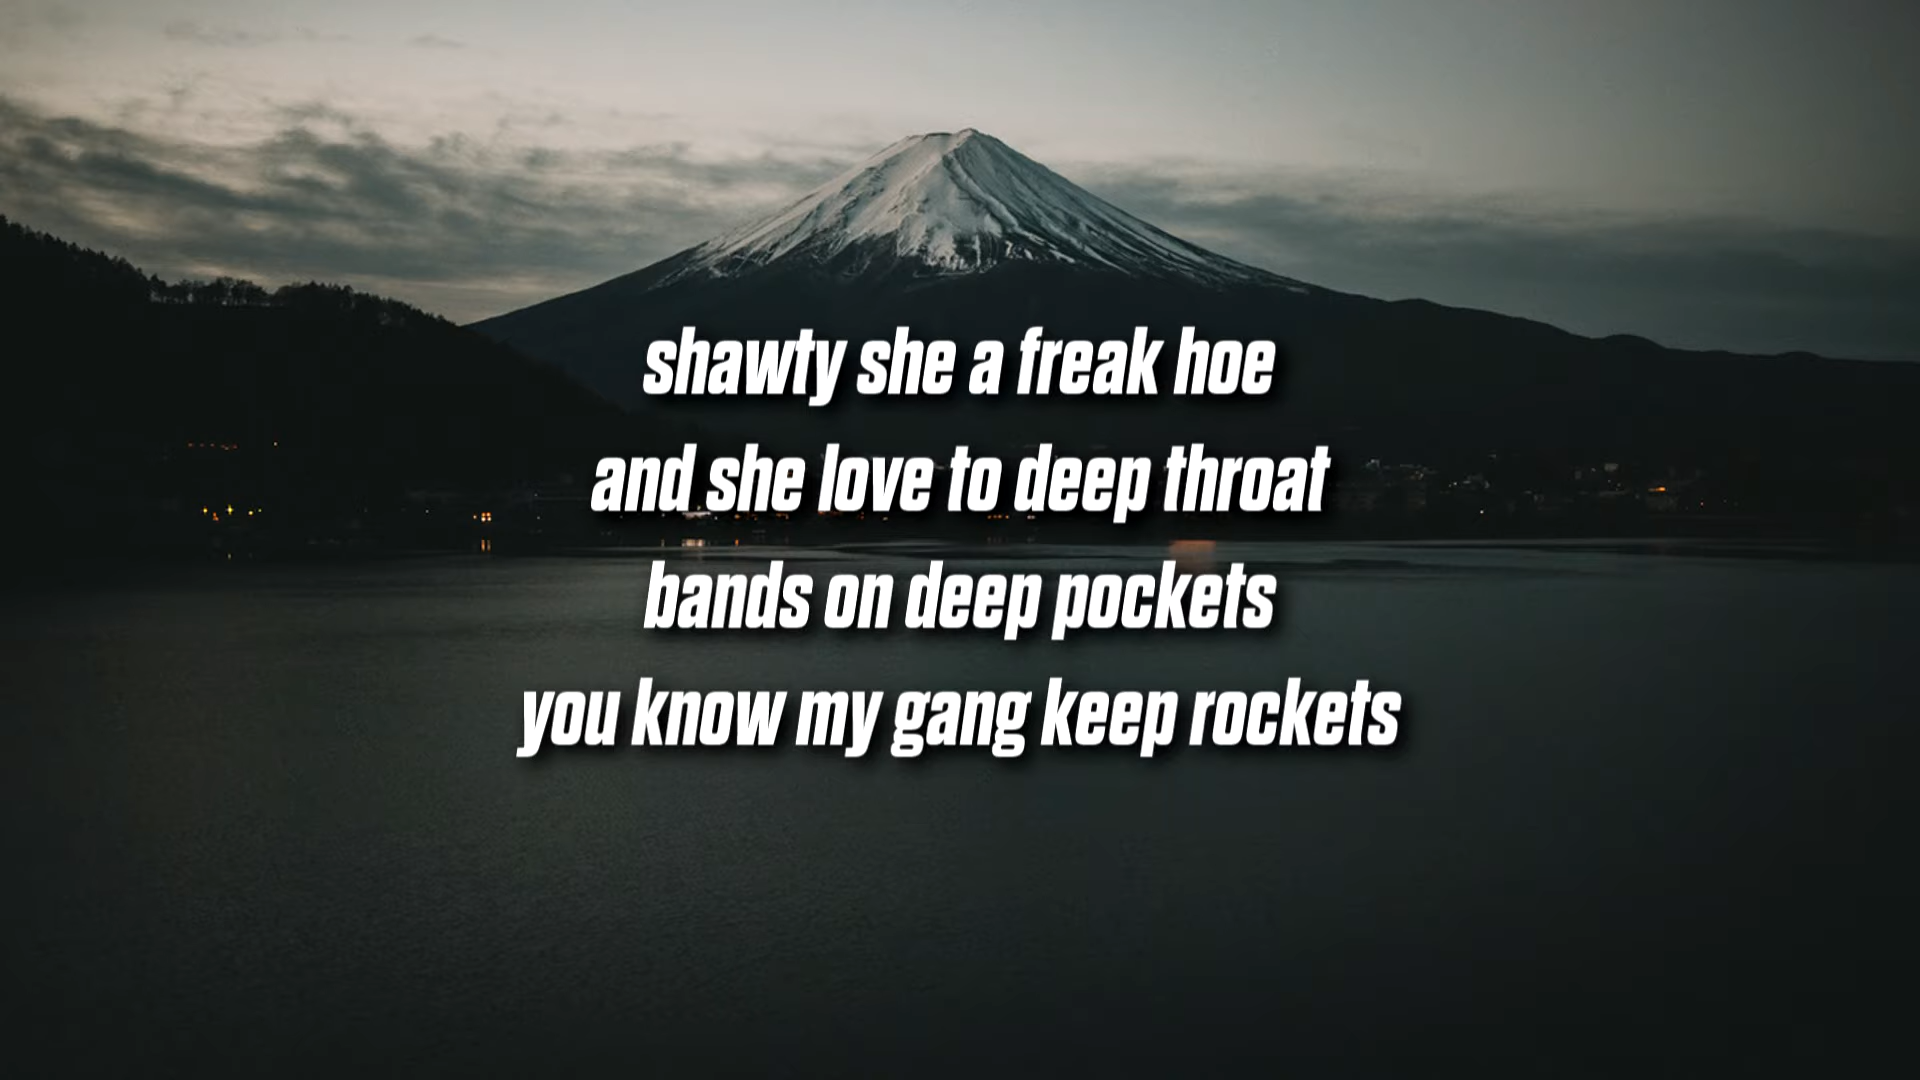 shawty she a freak hoe
and she love to deep throat
bands on deep pockets
you know my gang keep rockets